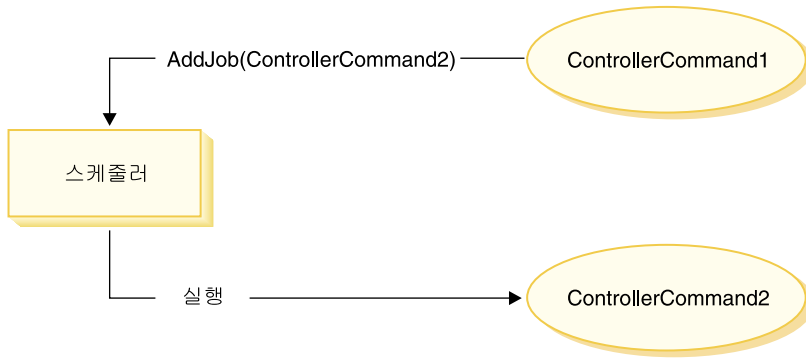 AddJob(ControllerCommand2)
ControllerCommand1
스케줄러
실행
ControllerCommand2